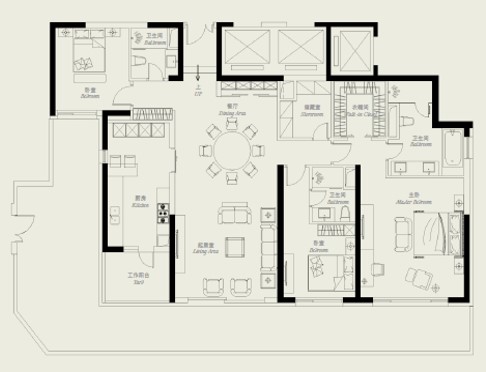 卫生间
Bathroom
卧室
Bedroom
上
UP
餐厅
Dining Area
储藏室
Storeroom
衣帽间
Walk-in Closet
卫生间
Bathroom
厨房
Kitchen
卫生间
Bathroom
主卧
Master Bedroom
起居室
Living Area
卧室
Bedroom
工作阳台
Yard